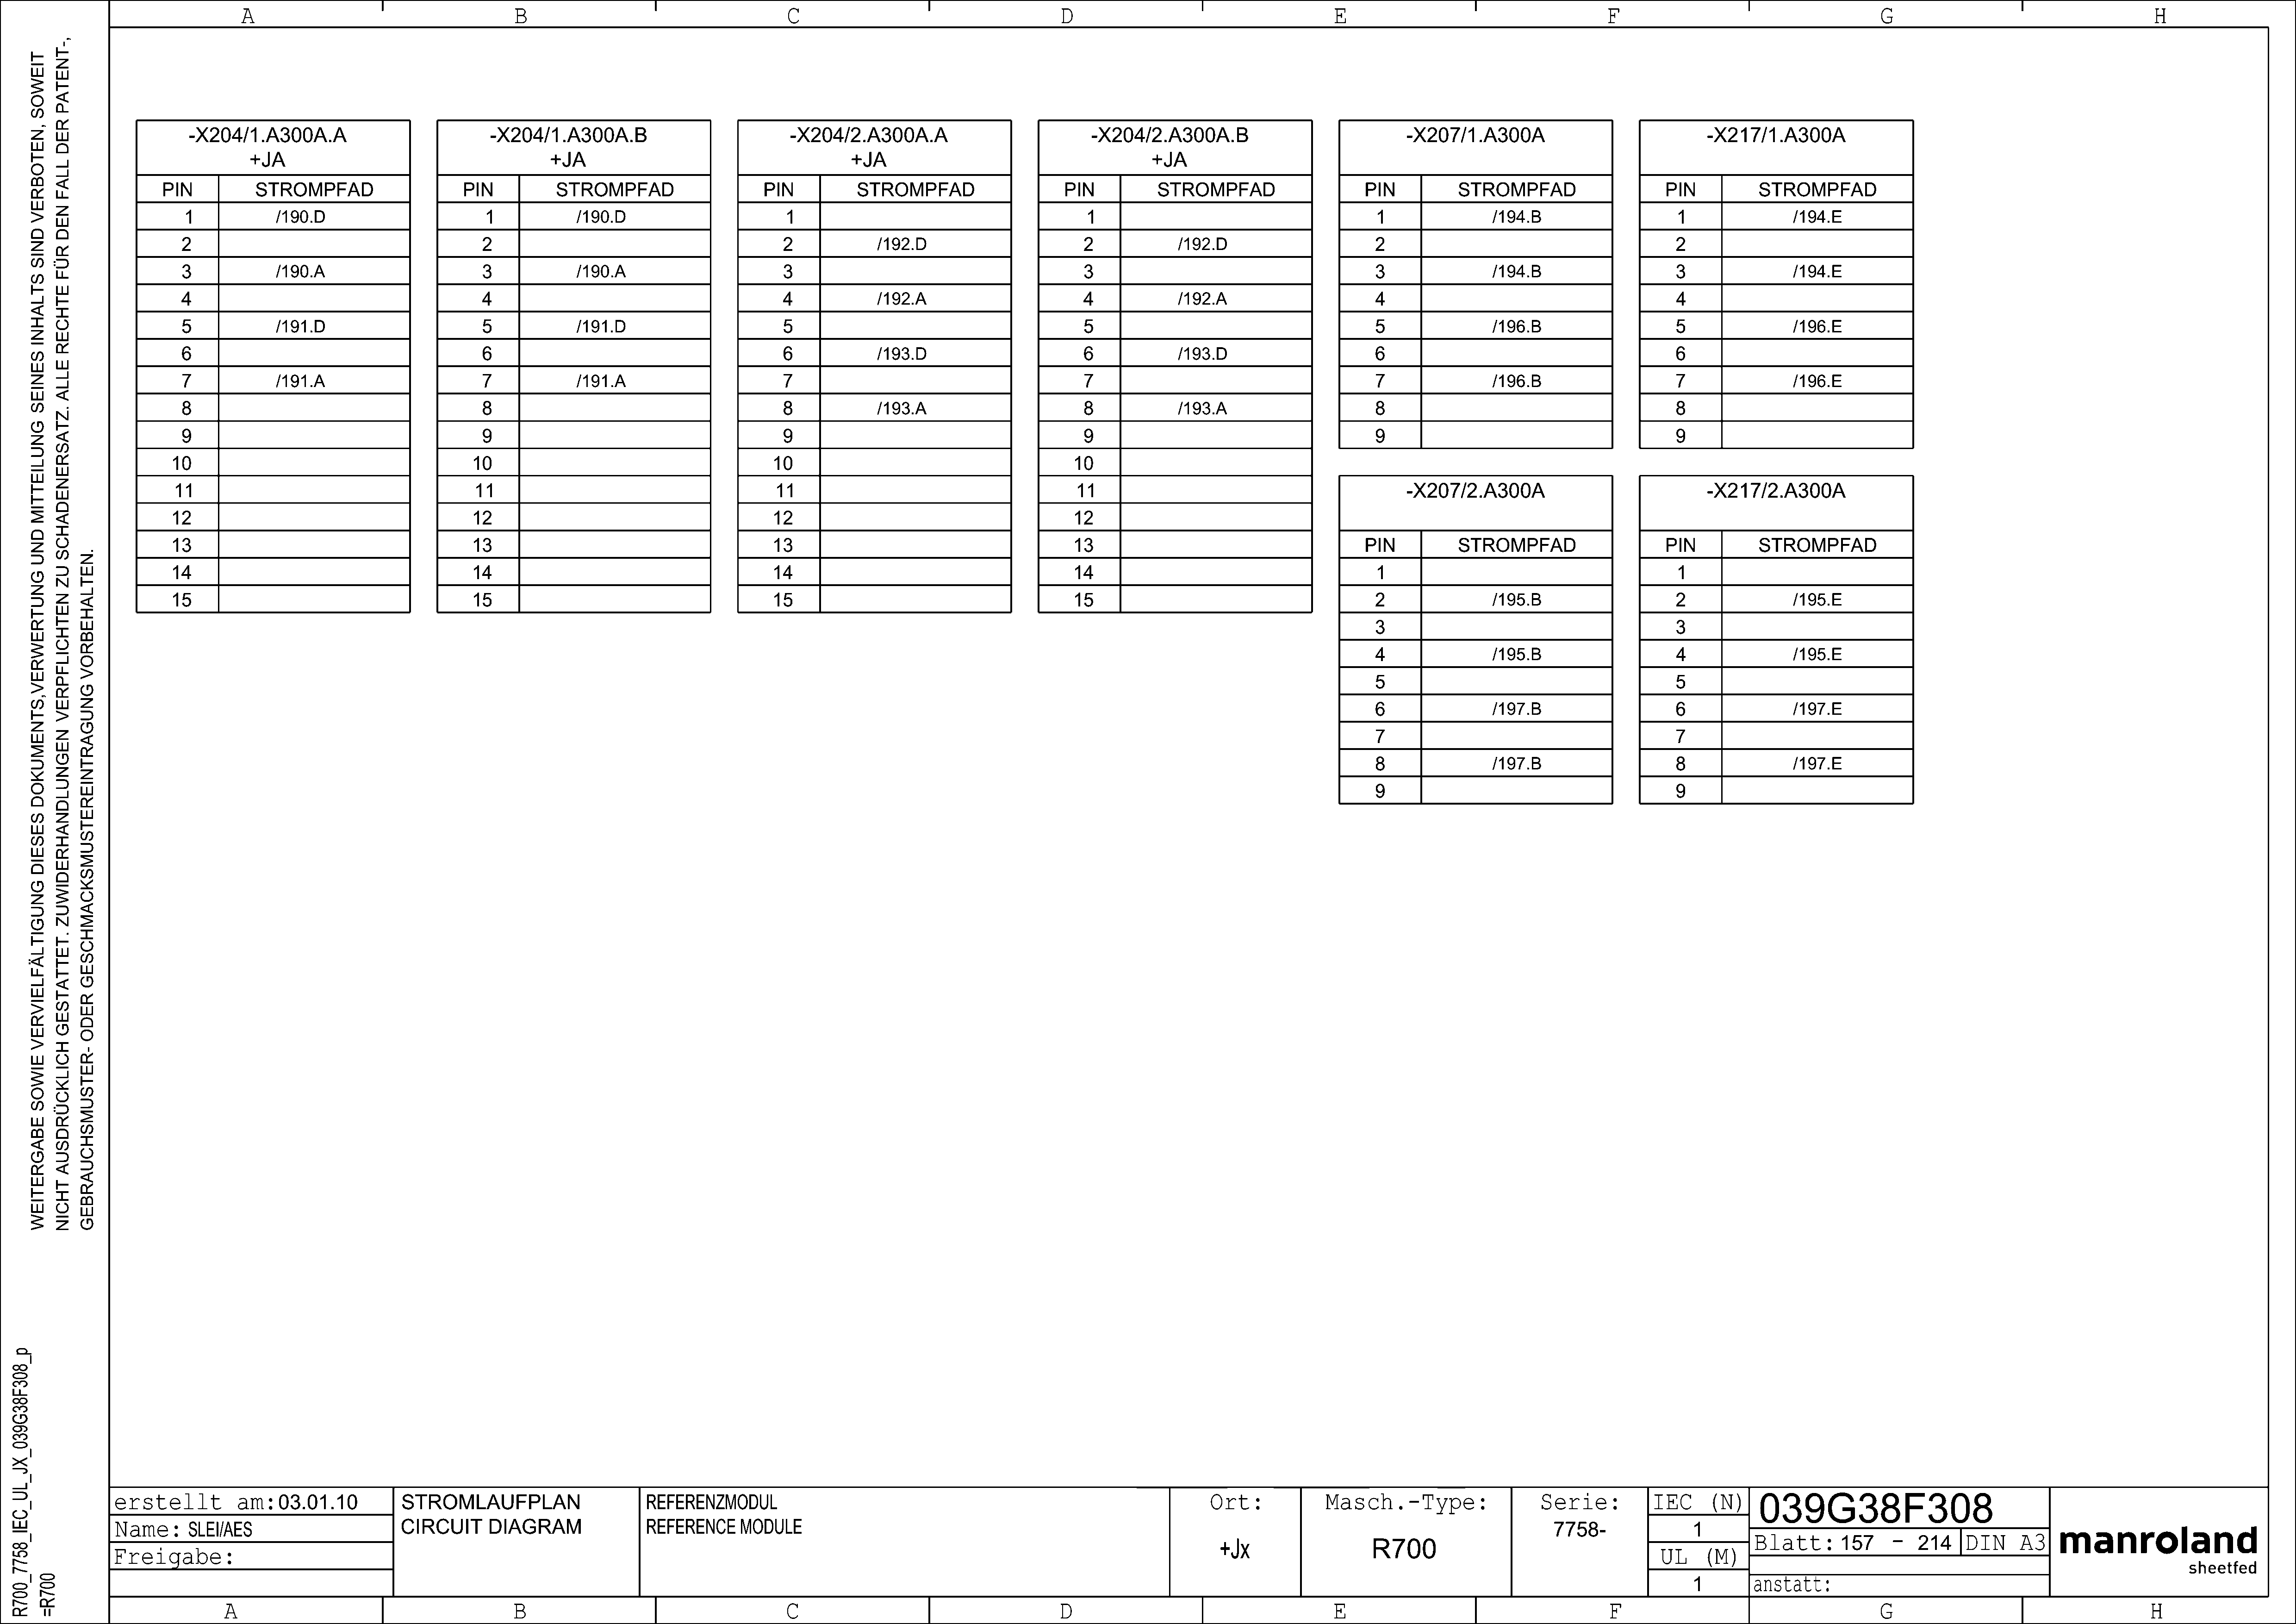 A B C D E F G H
WEITERGABE SOWIE VERVIELFÄLTIGUNG DIESES DOKUMENTS,VERWERTUNG UND MITTEILUNG SEINES INHALTS SIND VERBOTEN, SOWEIT
NICHT AUSDRÜCKLICH GESTATTET. ZUWIDERHANDLUNGEN VERPFLICHTEN ZU SCHADENERSATZ. ALLE RECHTE FÜR DEN FALL DER PATENT-,
GEBRAUCHSMUSTER- ODER GESCHMACKSMUSTEREINTRAGUNG VORBEHALTEN.
R700_7758_IEC_UL_JX_039G38F308_p
=R700
-X204/1.A300A.A
+JA
PIN STROMPFAD
1 /190.D
2
3 /190.A
4
5 /191.D
6
7 /191.A
8
9
10
11
12
13
14
15
-X204/1.A300A.B
+JA
PIN STROMPFAD
1 /190.D
2
3 /190.A
4
5 /191.D
6
7 /191.A
8
9
10
11
12
13
14
15
-X204/2.A300A.A
+JA
PIN STROMPFAD
1
2 /192.D
3
4 /192.A
5
6 /193.D
7
8 /193.A
9
10
11
12
13
14
15
-X204/2.A300A.B
+JA
PIN STROMPFAD
1
2 /192.D
3
4 /192.A
5
6 /193.D
7
8 /193.A
9
10
11
12
13
14
15
-X207/1.A300A
PIN STROMPFAD
1 /194.B
2
3 /194.B
4
5 /196.B
6
7 /196.B
8
9
-X217/1.A300A
PIN STROMPFAD
1 /194.E
2
3 /194.E
4
5 /196.E
6
7 /196.E
8
9
-X207/2.A300A
PIN STROMPFAD
1
2 /195.B
3
4 /195.B
5
6 /197.B
7
8 /197.B
9
-X217/2.A300A
PIN STROMPFAD
1
2 /195.E
3
4 /195.E
5
6 /197.E
7
8 /197.E
9
erstellt am: 03.01.10
Name: SLEI/AES
Freigabe:
STROMLAUFPLAN
CIRCUIT DIAGRAM
REFERENZMODUL
REFERENCE MODULE
Ort:
+Jx
Masch.-Type:
R700
Serie:
7758-
IEC (N)
1
UL (M)
1
039G38F308
Blatt: 157 - 214 DIN A3
anstatt:
manroland
sheetfed
A B C D E F G H